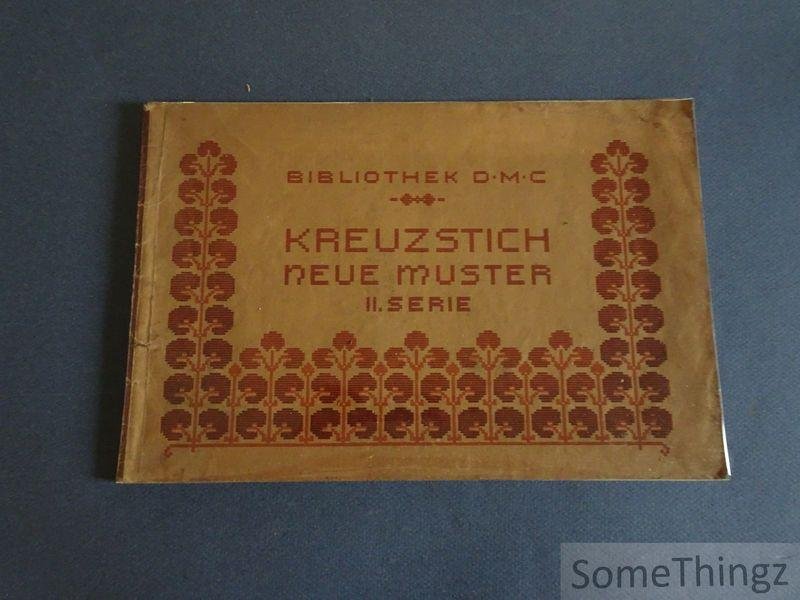 BIBLIOTHEK D·M·C
KREUZSTICH
NEUE MUSTER
II. SERIE
SomeThingz